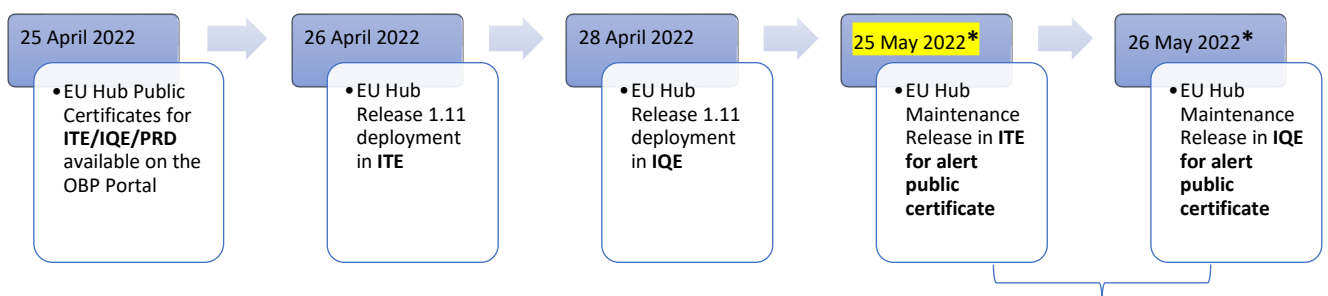 25 April 2022
•EU Hub Public
Certificates for
ITE/IQE/PRD
available on the
OBP Portal
26 April 2022
•EU Hub
Release 1.11
deployment
in ITE
28 April 2022
•EU Hub
Release 1.11
deployment
in IQE
25 May 2022*
•EU Hub
Maintenance
Release in ITE
for alert
public
certificate
26 May 2022*
•EU Hub
Maintenance
Release in IQE
for alert
public
certificate